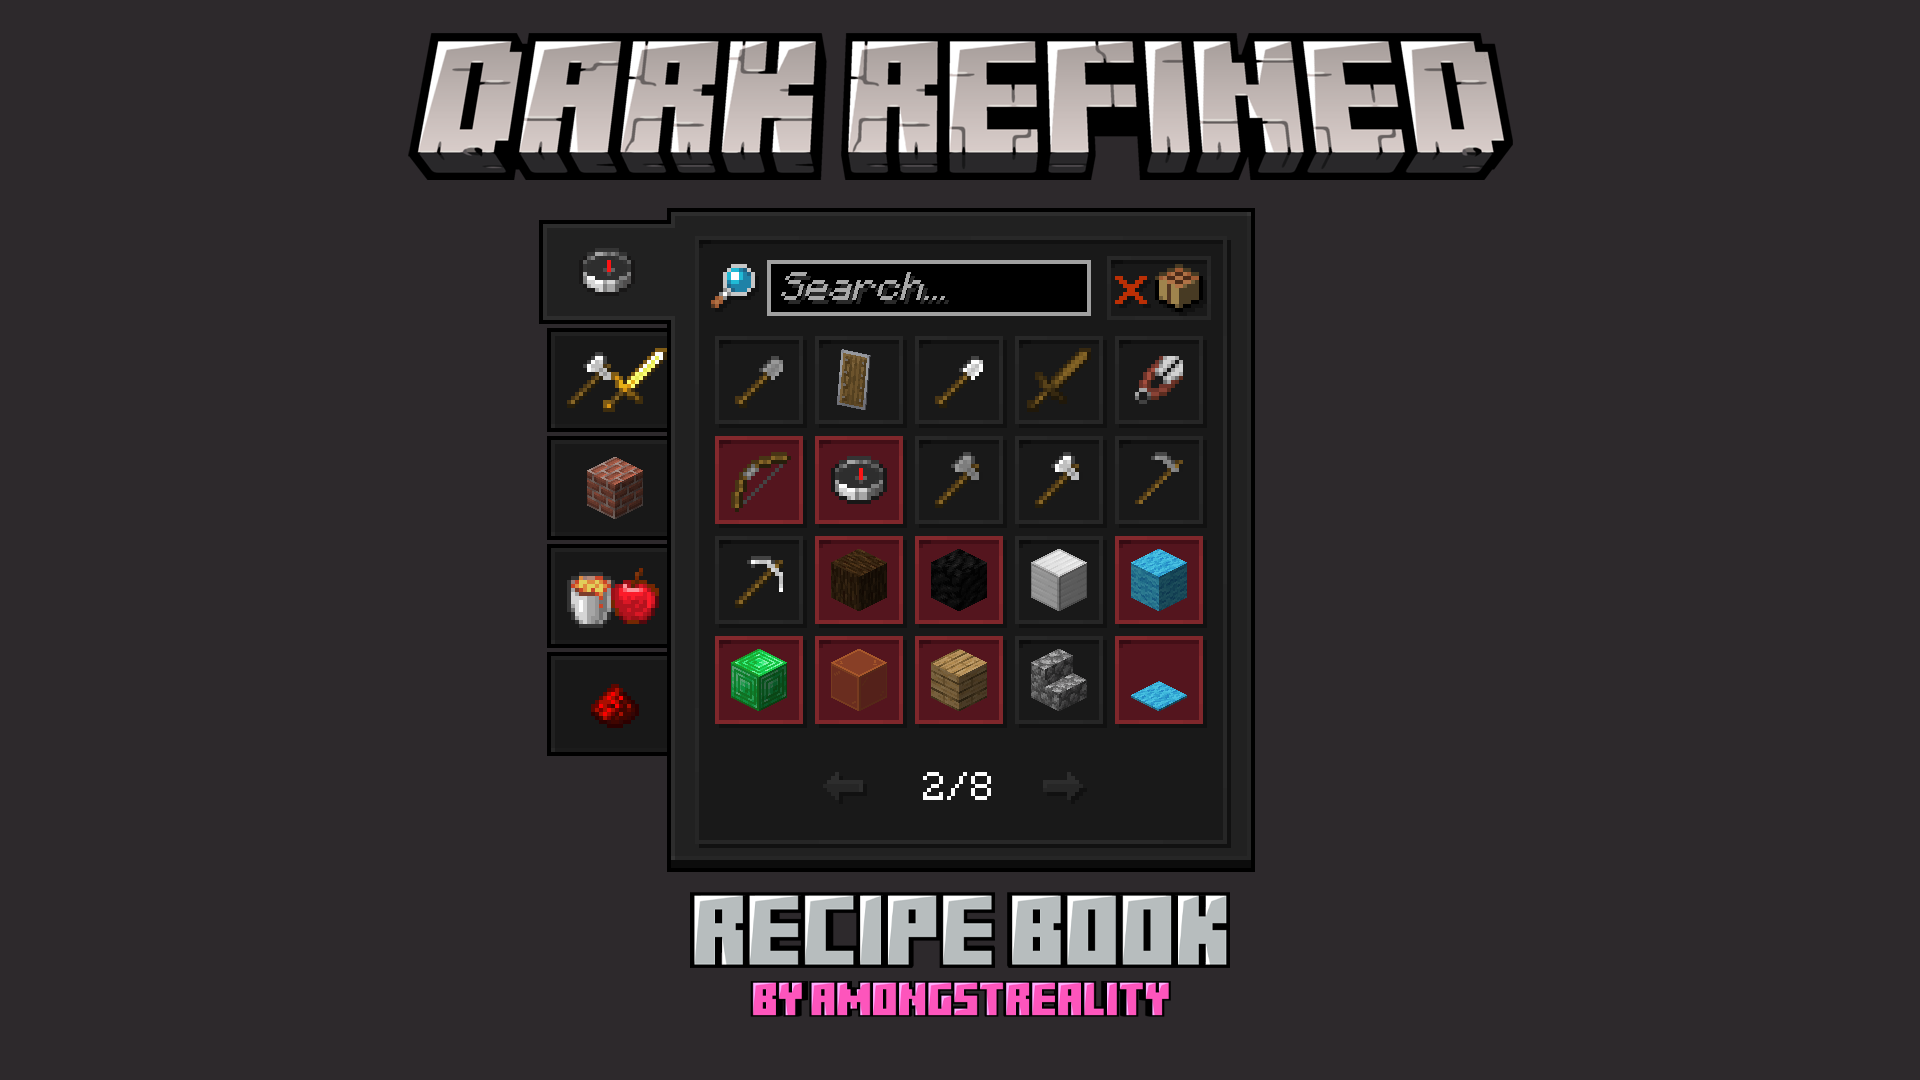 DARK REFINED
Search...
2/8
RECIPE BOOK
BY AMONGSTREALITY